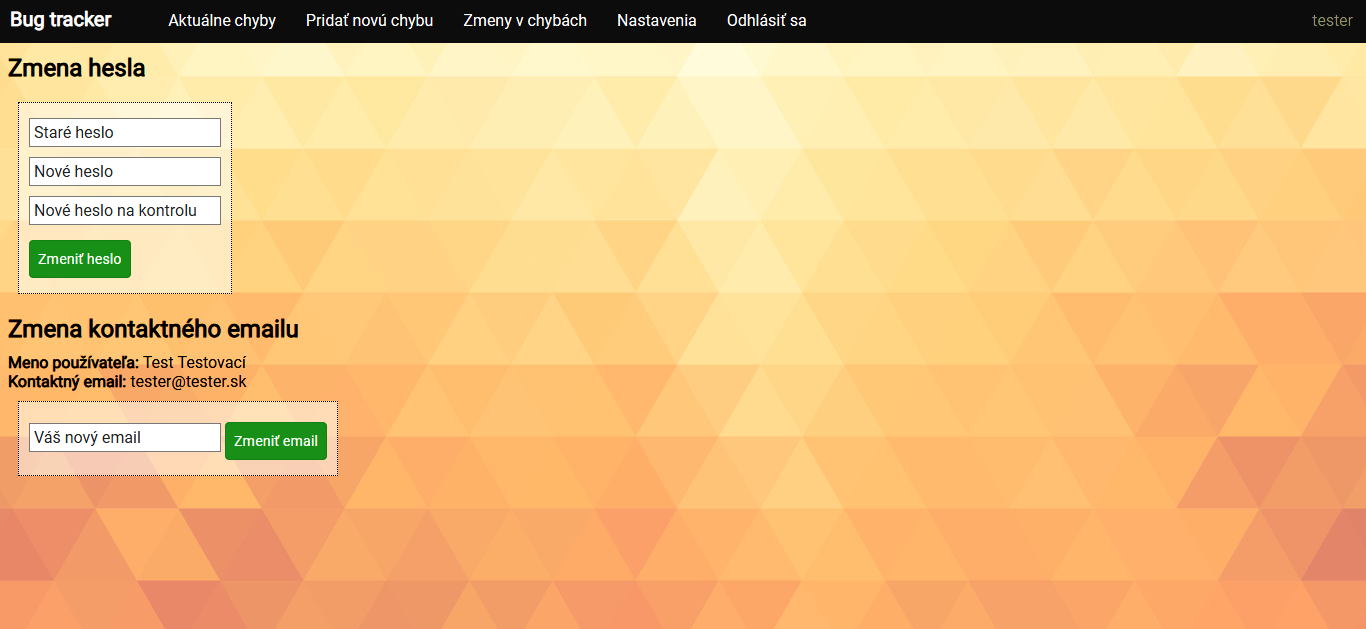 Bug tracker Aktuálne chyby Pridať novú chybu Zmeny v chybách Nastavenia Odhlásiť sa tester
Zmena hesla
Staré heslo
Nové heslo
Nové heslo na kontrolu
Zmeniť heslo
Zmena kontaktného emailu
Meno používateľa: Test Testovací
Kontaktný email: tester@tester.sk
Váš nový email Zmeniť email